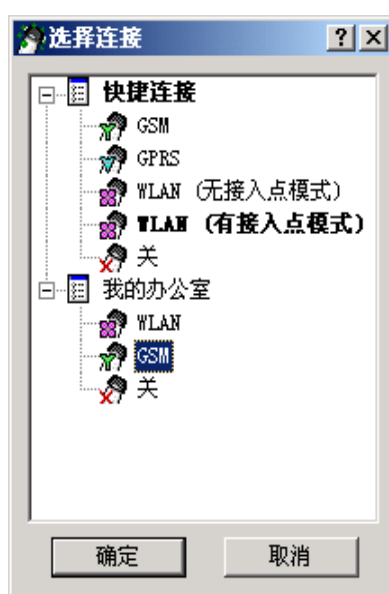 选择连接
快捷连接
GSM
GPRS
WLAN (无接入点模式)
WLAN (有接入点模式)
关
我的办公室
WLAN
GSM
关
确定
取消